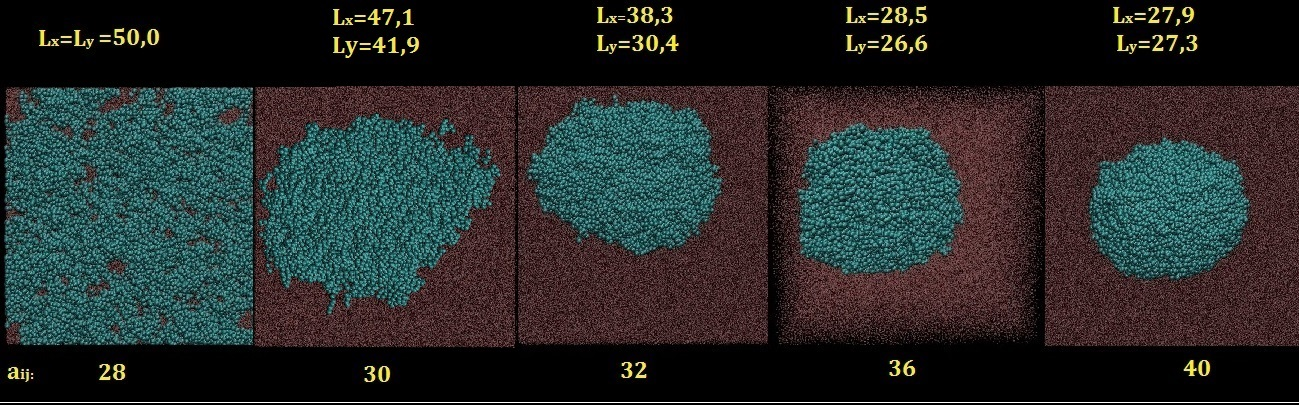 Lx=Ly =50,0
Lx=47,1
Ly=41,9
Lx=38,3
Ly=30,4
Lx=28,5
Ly=26,6
Lx=27,9
Ly=27,3
aij: 28 30 32 36 40